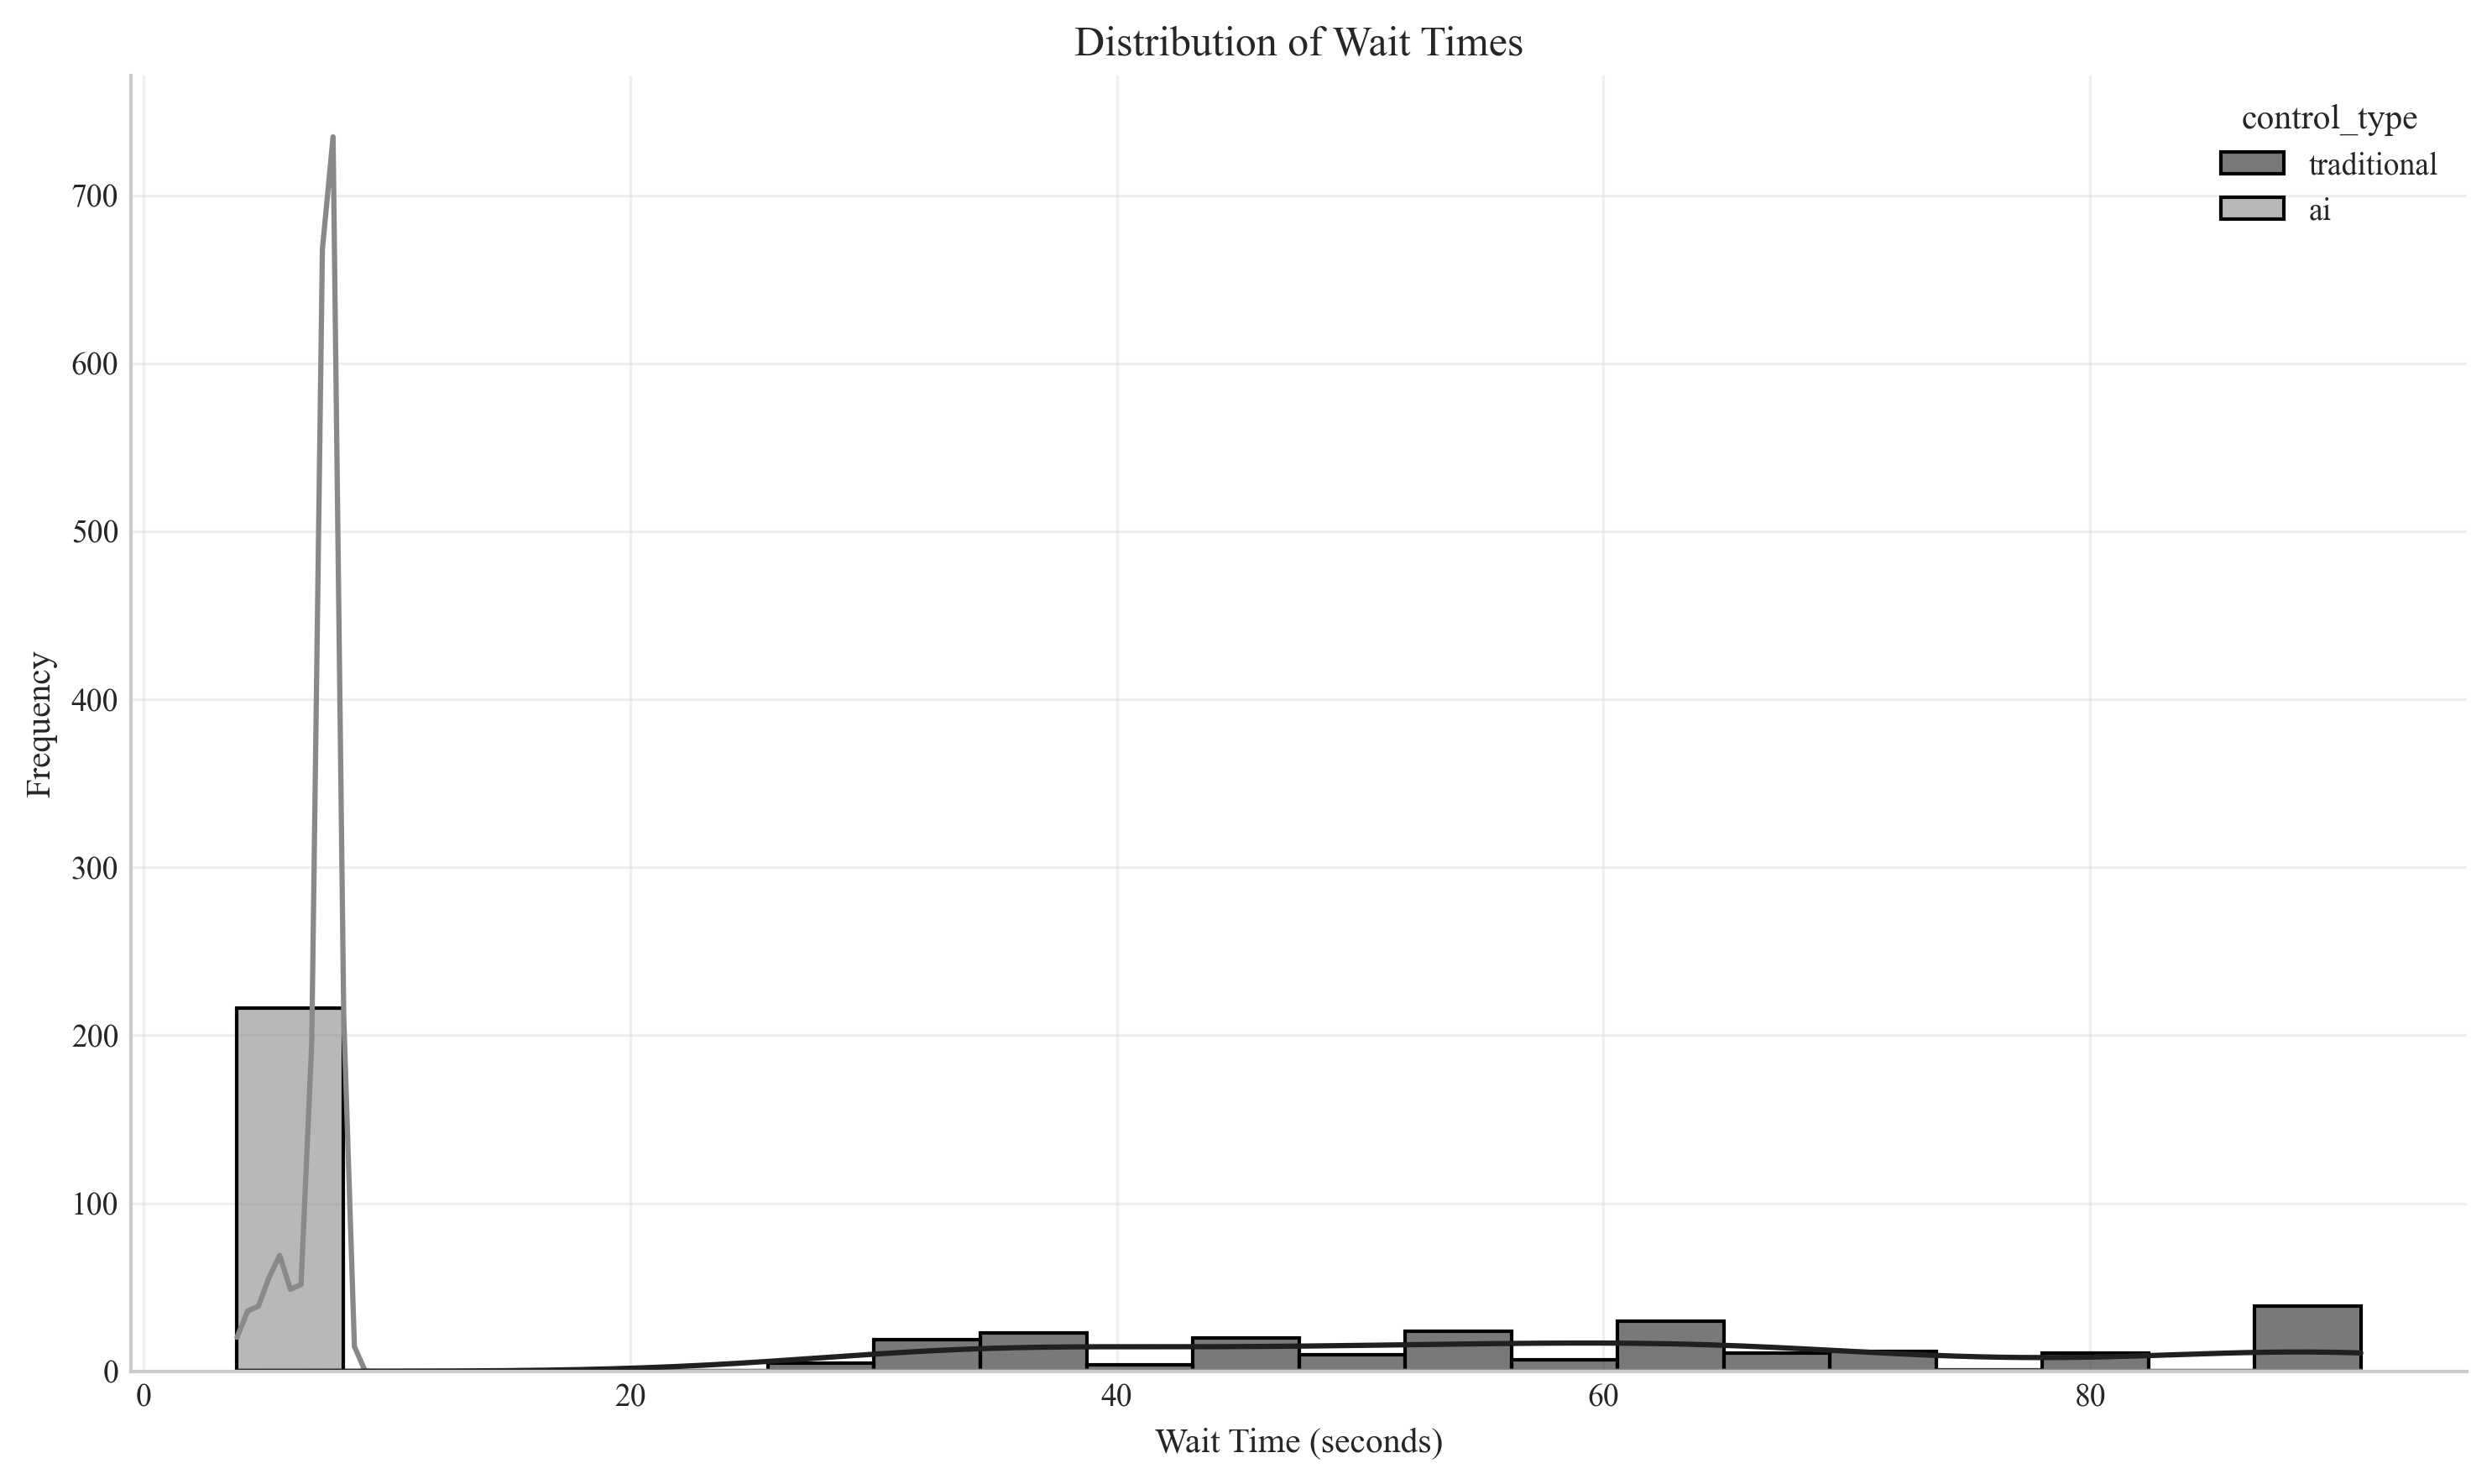 Distribution of Wait Times
control_type
traditional
ai
700
600
500
400
300
200
100
0
Frequency
0 20 40 60 80
Wait Time (seconds)